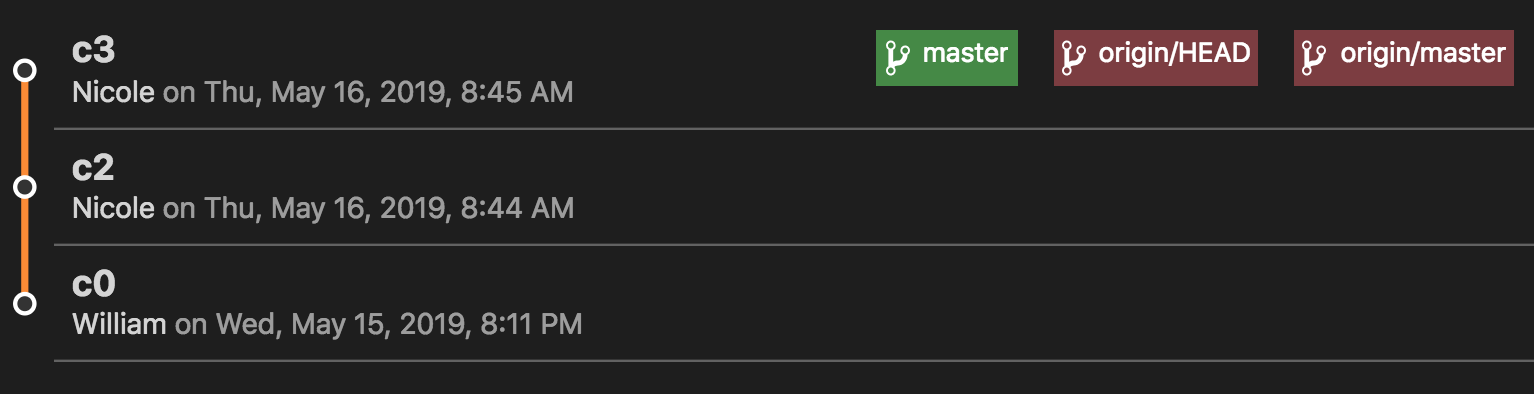 c3
master
origin/HEAD
origin/master
Nicole on Thu, May 16, 2019, 8:45 AM
c2
Nicole on Thu, May 16, 2019, 8:44 AM
c0
William on Wed, May 15, 2019, 8:11 PM